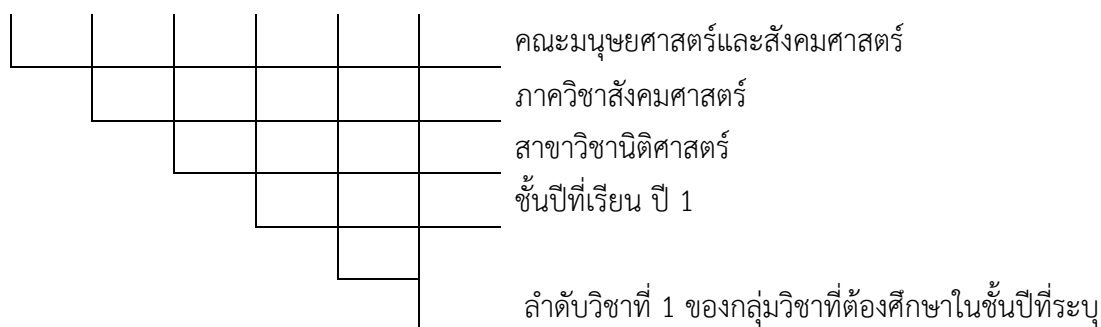 คณะมนุษยศาสตร์และสังคมศาสตร์
ภาควิชาสังคมศาสตร์
สาขาวิชานิติศาสตร์
ชั้นปีที่เรียน ปี 1
ลำดับวิชาที่ 1 ของกลุ่มวิชาที่ต้องศึกษาในชั้นปีที่ระบุ